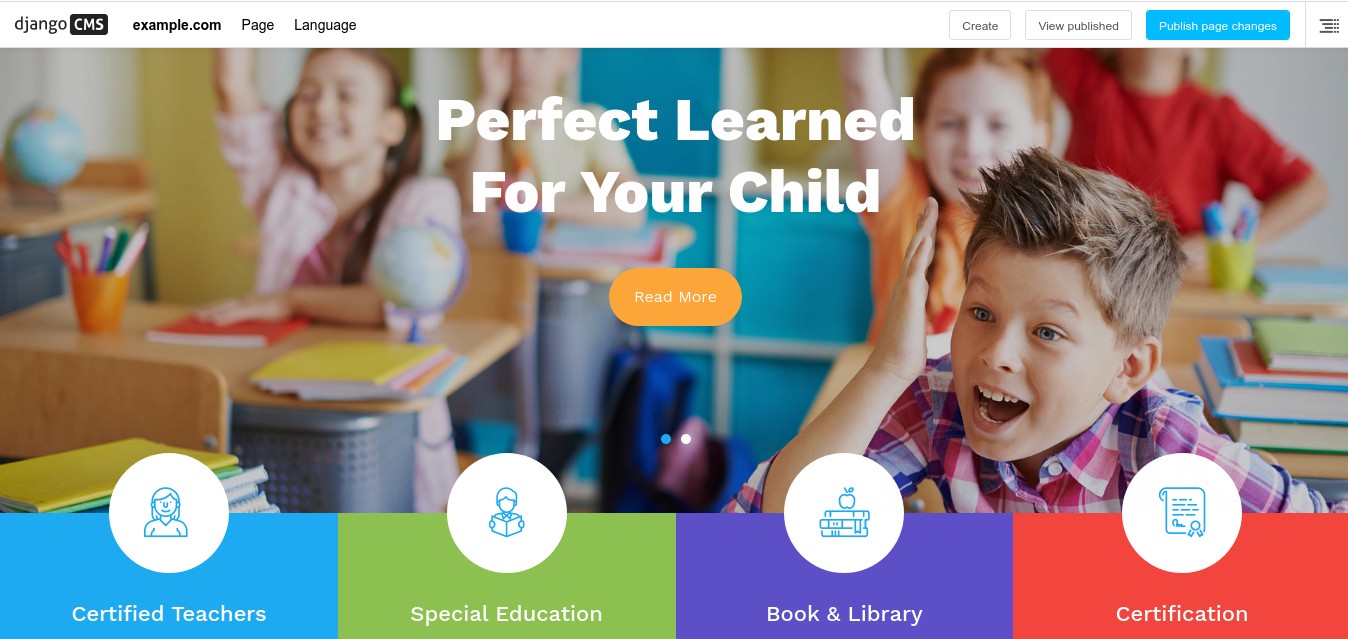 django CMS
example.com Page Language
Create View published Publish page changes
Perfect Learned
For Your Child
Read More
Certified Teachers
Special Education
Book & Library
Certification